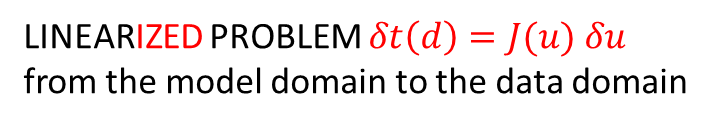 LINEARIZED PROBLEM δt(d) = J(u) δu
from the model domain to the data domain